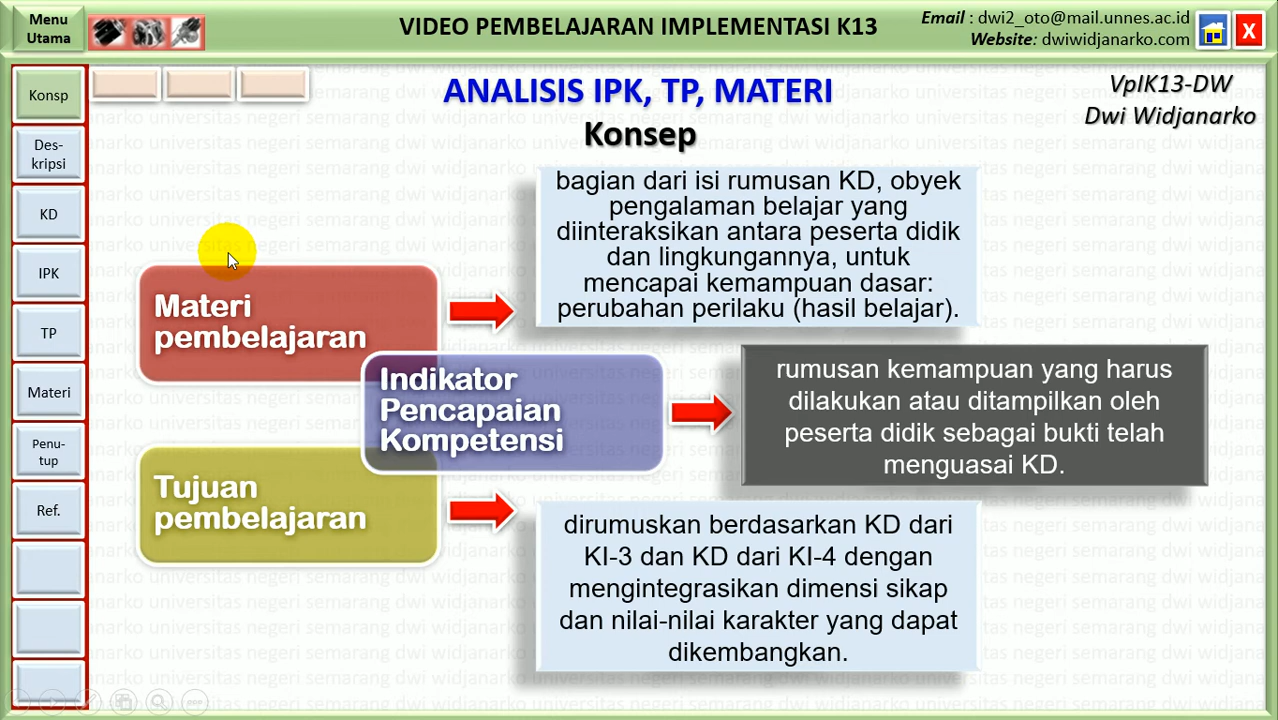 Menu
Utama
VIDEO PEMBELAJARAN IMPLEMENTASI K13
Email : dwi2_oto@mail.unnes.ac.id
Website: dwiwidjanarko.com
X
Konsp
Des-
kripsi
KD
IPK
TP
Materi
Penu-
tup
Ref.
ANALISIS IPK, TP, MATERI
Konsep
VpIK13-DW
Dwi Widjanarko
Materi
pembelajaran
bagian dari isi rumusan KD, obyek
pengalaman belajar yang
diinteraksikan antara peserta didik
dan lingkungannya, untuk
mencapai kemampuan dasar:
perubahan perilaku (hasil belajar).
Indikator
Pencapaian
Kompetensi
rumusan kemampuan yang harus
dilakukan atau ditampilkan oleh
peserta didik sebagai bukti telah
menguasai KD.
Tujuan
pembelajaran
dirumuskan berdasarkan KD dari
KI-3 dan KD dari KI-4 dengan
mengintegrasikan dimensi sikap
dan nilai-nilai karakter yang dapat
dikembangkan.